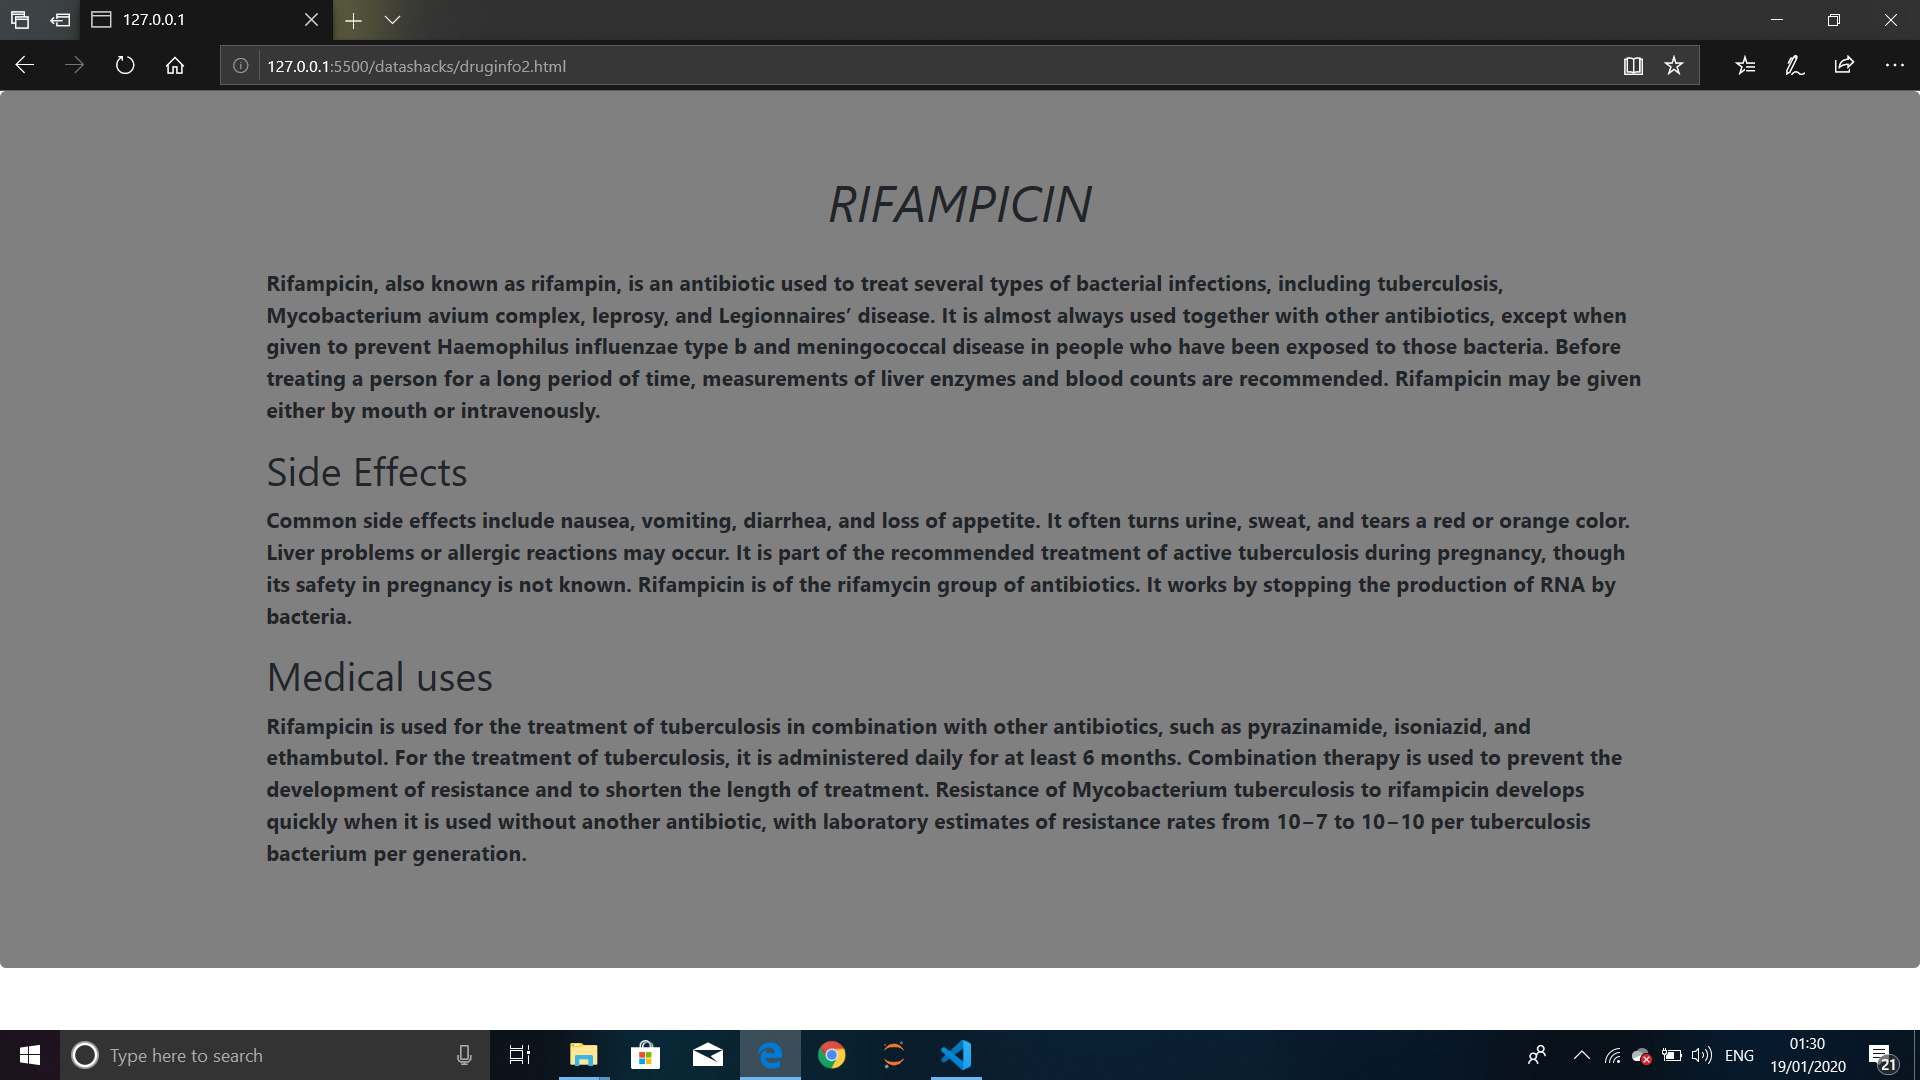 127.0.0.1
127.0.0.1:5500/datashacks/druginfo2.html
RIFAMPICIN
Rifampicin, also known as rifampin, is an antibiotic used to treat several types of bacterial infections, including tuberculosis,
Mycobacterium avium complex, leprosy, and Legionnaires’ disease. It is almost always used together with other antibiotics, except when
given to prevent Haemophilus influenzae type b and meningococcal disease in people who have been exposed to those bacteria. Before
treating a person for a long period of time, measurements of liver enzymes and blood counts are recommended. Rifampicin may be given
either by mouth or intravenously.
Side Effects
Common side effects include nausea, vomiting, diarrhea, and loss of appetite. It often turns urine, sweat, and tears a red or orange color.
Liver problems or allergic reactions may occur. It is part of the recommended treatment of active tuberculosis during pregnancy, though
its safety in pregnancy is not known. Rifampicin is of the rifamycin group of antibiotics. It works by stopping the production of RNA by
bacteria.
Medical uses
Rifampicin is used for the treatment of tuberculosis in combination with other antibiotics, such as pyrazinamide, isoniazid, and
ethambutol. For the treatment of tuberculosis, it is administered daily for at least 6 months. Combination therapy is used to prevent the
development of resistance and to shorten the length of treatment. Resistance of Mycobacterium tuberculosis to rifampicin develops
quickly when it is used without another antibiotic, with laboratory estimates of resistance rates from 10−7 to 10−10 per tuberculosis
bacterium per generation.
Type here to search
ENG
01:30
19/01/2020
21